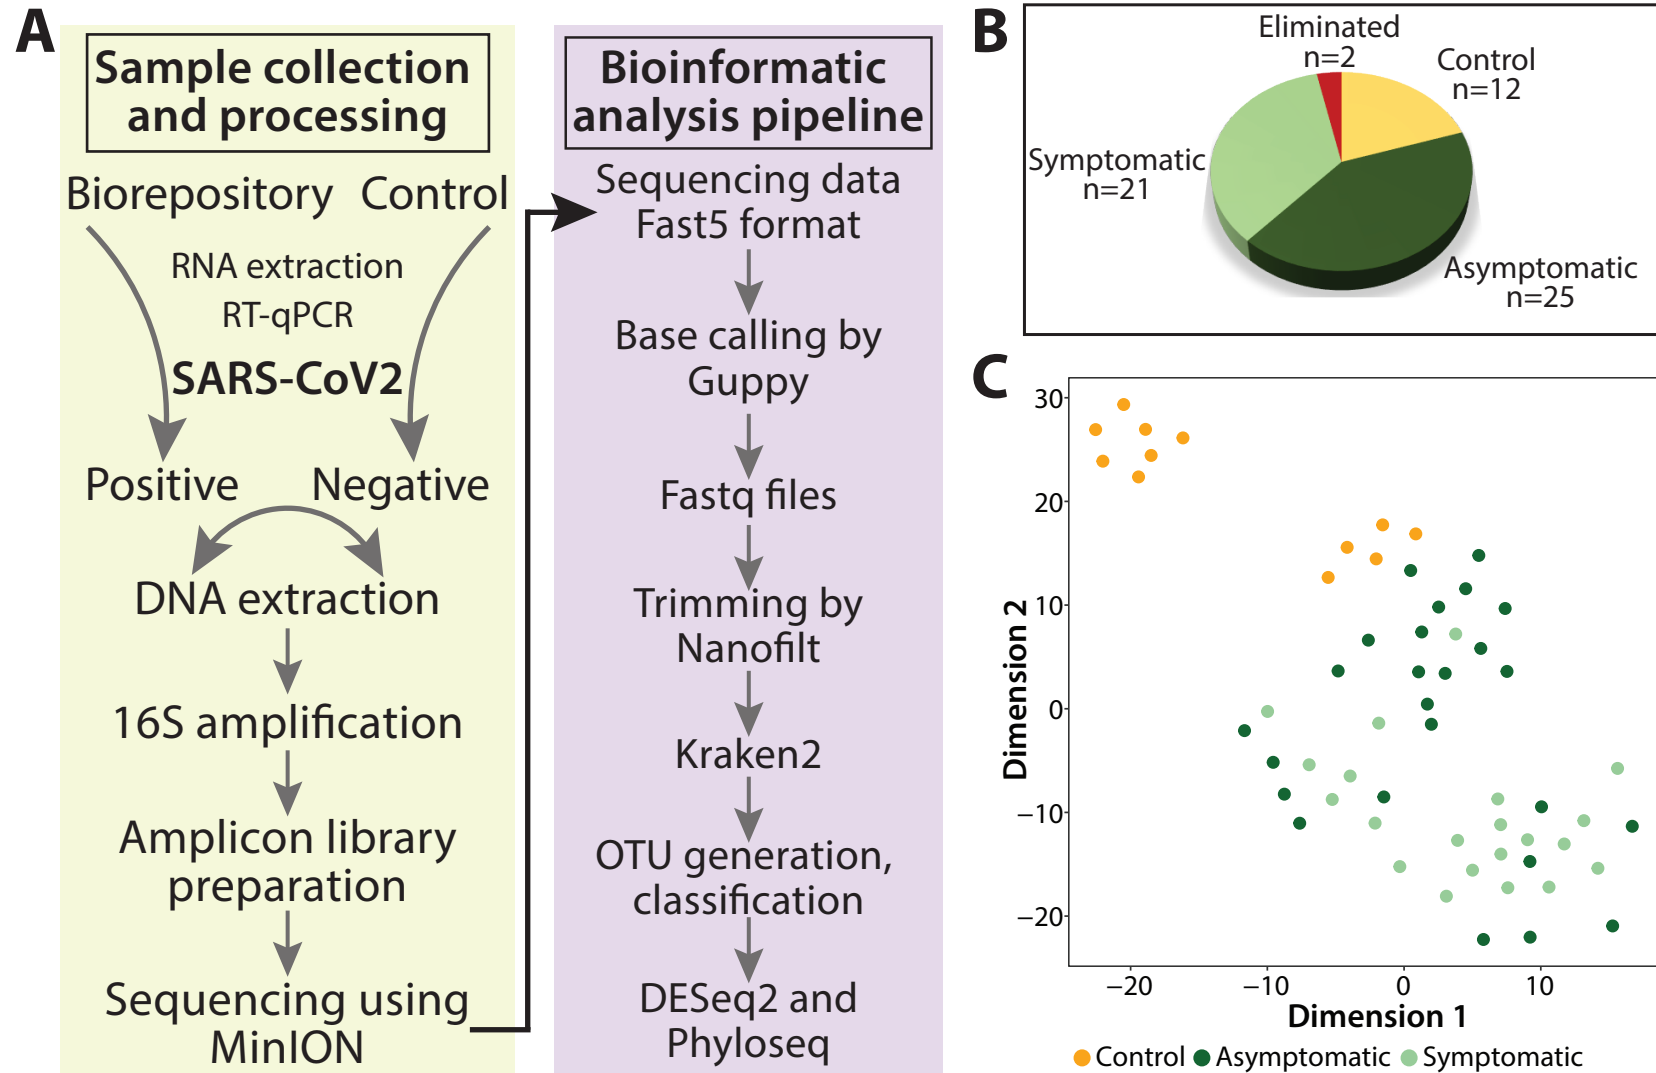 A
Sample collection
and processing
Biorepository Control
RNA extraction
RT-qPCR
SARS-CoV2
Positive Negative
DNA extraction
16S amplification
Amplicon library
preparation
Sequencing using
MinION
Bioinformatic
analysis pipeline
Sequencing data
Fast5 format
Base calling by
Guppy
Fastq files
Trimming by
Nanofilt
Kraken2
OTU generation,
classification
DESeq2 and
Phyloseq
B
Eliminated
n=2
Control
n=12
Symptomatic
n=21
Asymptomatic
n=25
C
30
20
10
0
−10
−20
Dimension 2
−20 −10 0 10
Dimension 1
Control Asymptomatic Symptomatic